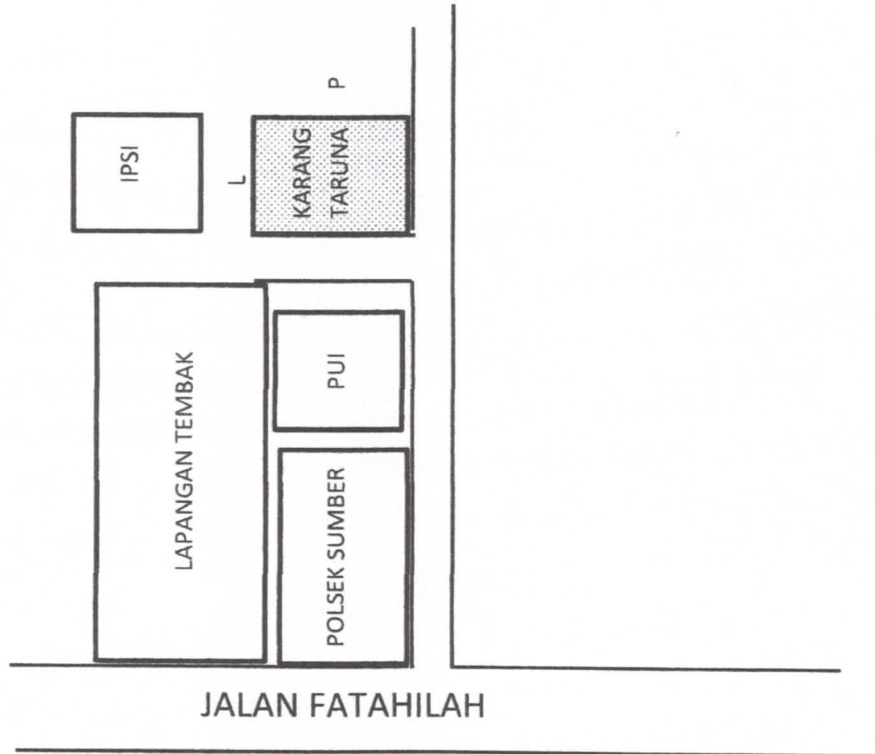 P
IPSI
L
KARANG
TARUNA
LAPANGAN TEMBAK
PUI
POLSEK SUMBER
JALAN FATAHILAH